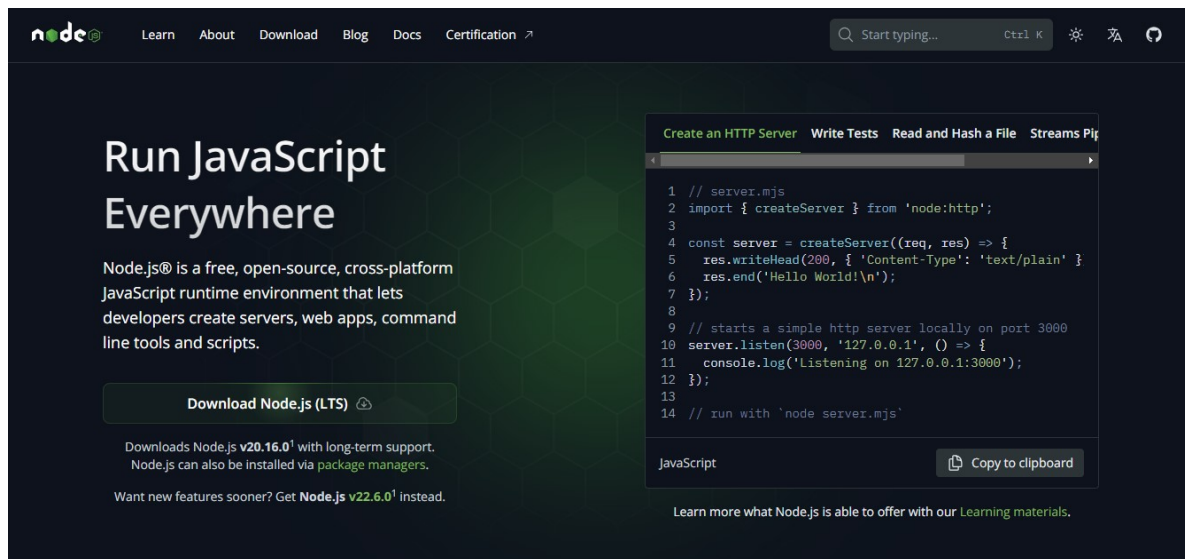 node
Learn About Download Blog Docs Certification ↗
Start typing... Ctrl K
Run JavaScript
Everywhere
Node.js® is a free, open-source, cross-platform
JavaScript runtime environment that lets
developers create servers, web apps, command
line tools and scripts.
Download Node.js (LTS)
Downloads Node.js v20.16.0¹ with long-term support.
Node.js can also be installed via package managers.
Want new features sooner? Get Node.js v22.6.0¹ instead.
Create an HTTP Server Write Tests Read and Hash a File Streams Pip
1 // server.mjs
2 import { createServer } from 'node:http';
3
4 const server = createServer((req, res) => {
5   res.writeHead(200, { 'Content-Type': 'text/plain' }
6   res.end('Hello World!\n');
7 });
8
9 // starts a simple http server locally on port 3000
10 server.listen(3000, '127.0.0.1', () => {
11   console.log('Listening on 127.0.0.1:3000');
12 });
13
14 // run with `node server.mjs`
JavaScript Copy to clipboard
Learn more what Node.js is able to offer with our Learning materials.